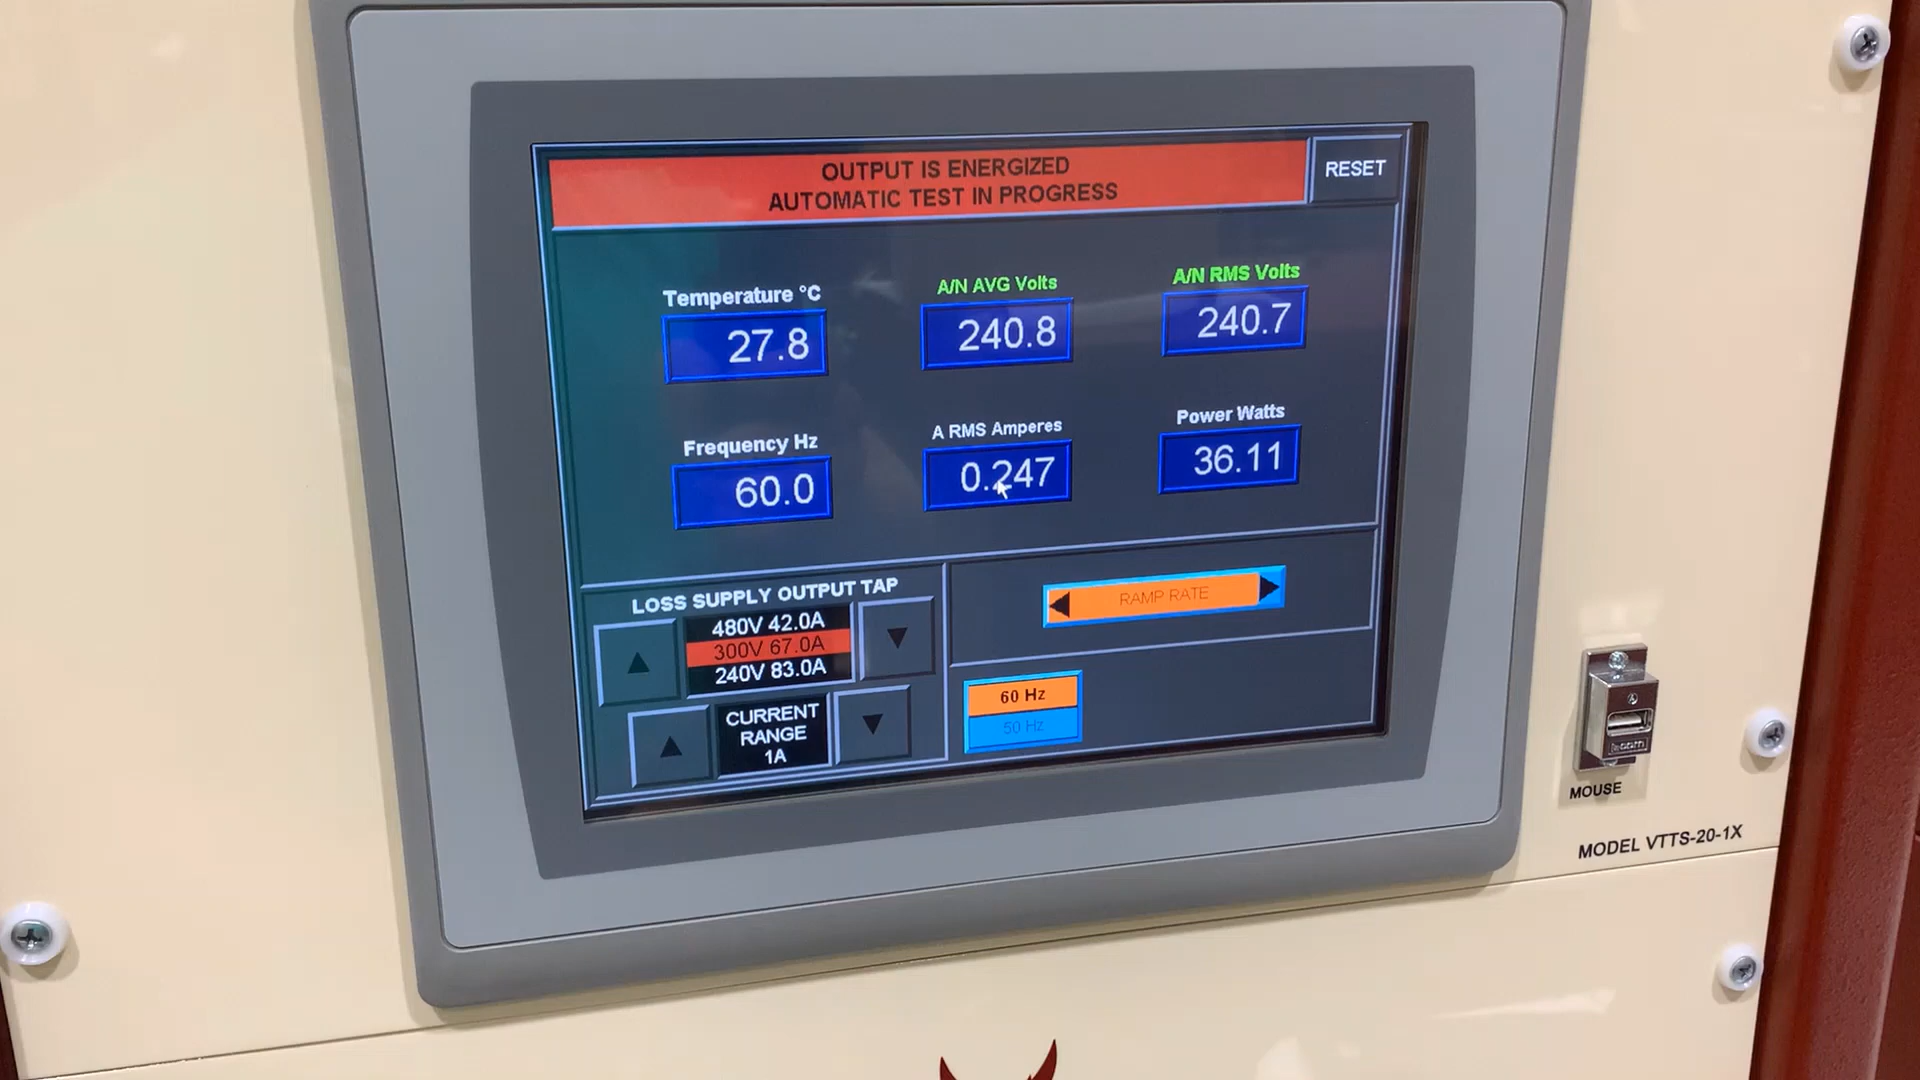 OUTPUT IS ENERGIZED
AUTOMATIC TEST IN PROGRESS
RESET
Temperature °C
A/N AVG Volts
A/N RMS Volts
27.8
240.8
240.7
Frequency Hz
A RMS Amperes
Power Watts
60.0
0.247
36.11
LOSS SUPPLY OUTPUT TAP
480V 42.0A
300V 67.0A
240V 83.0A
CURRENT
RANGE
1A
RAMP RATE
60 Hz
50 Hz
MOUSE
MODEL VTTS-20-1X